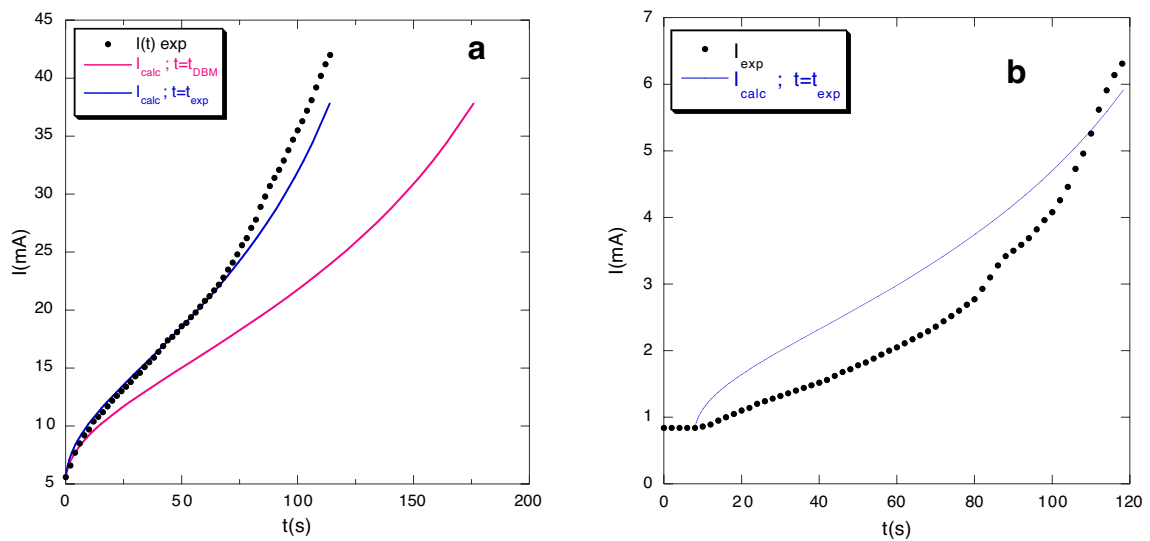 a
I(t) exp
I calc ; t=t DBM
I calc ; t=t exp
45
40
35
30
25
20
15
10
5
0
50
100
150
200
I(mA)
t(s)
b
I exp
I calc ; t=t exp
7
6
5
4
3
2
1
0
0
20
40
60
80
100
120
I(mA)
t(s)